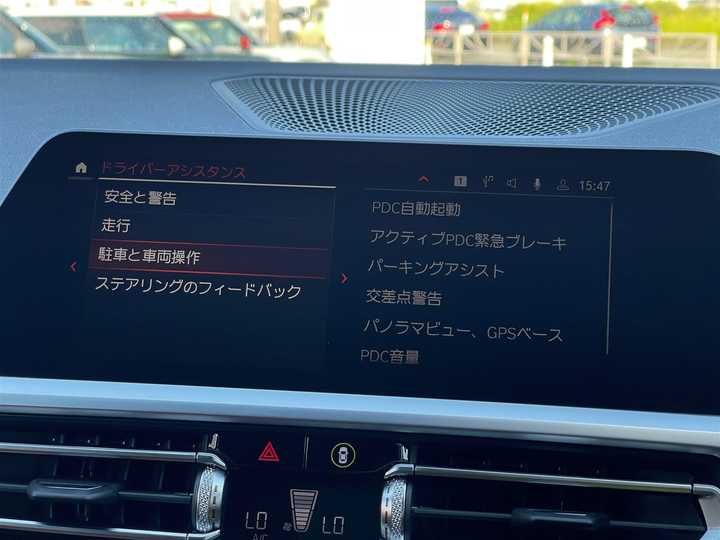 ドライバーアシスタンス
1
15:47
安全と警告
走行
駐車と車両操作
ステアリングのフィードバック
PDC自動起動
アクティブPDC緊急ブレーキ
パーキングアシスト
交差点警告
パノラマビュー、GPSベース
PDC音量
LO LO
A/C